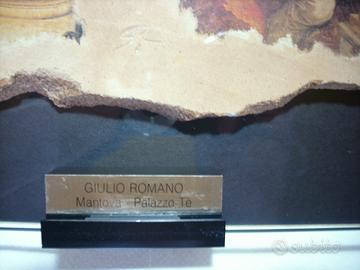 GIULIO ROMANO
Mantova - Palazzo Te
subito